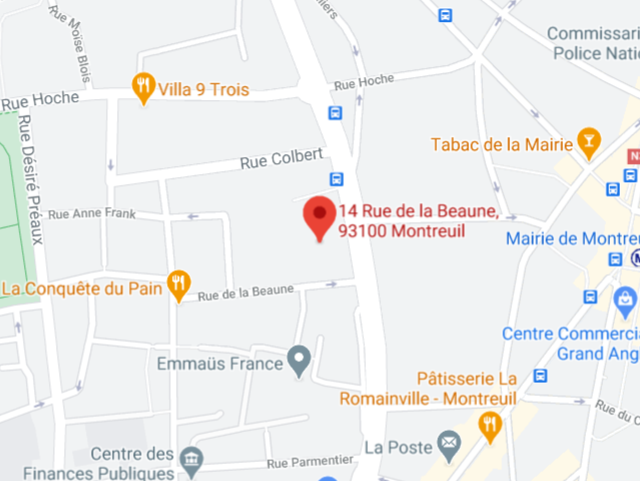 llers
Rue Moïse Blois
Commissari
Police Natio
Rue Hoche
Villa 9 Trois
Rue Hoche
Tabac de la Mairie
N
Rue Colbert
Rue Désiré Préaux
Rue Anne Frank
14 Rue de la Beaune,
93100 Montreuil
Mairie de Montreu
M
La Conquête du Pain
Rue de la Beaune
Centre Commercia
Grand Ang
Emmaüs France
Pâtisserie La
Romainville - Montreuil
Rue du C
La Poste
Centre des
Finances Publiques
Rue Parmentier